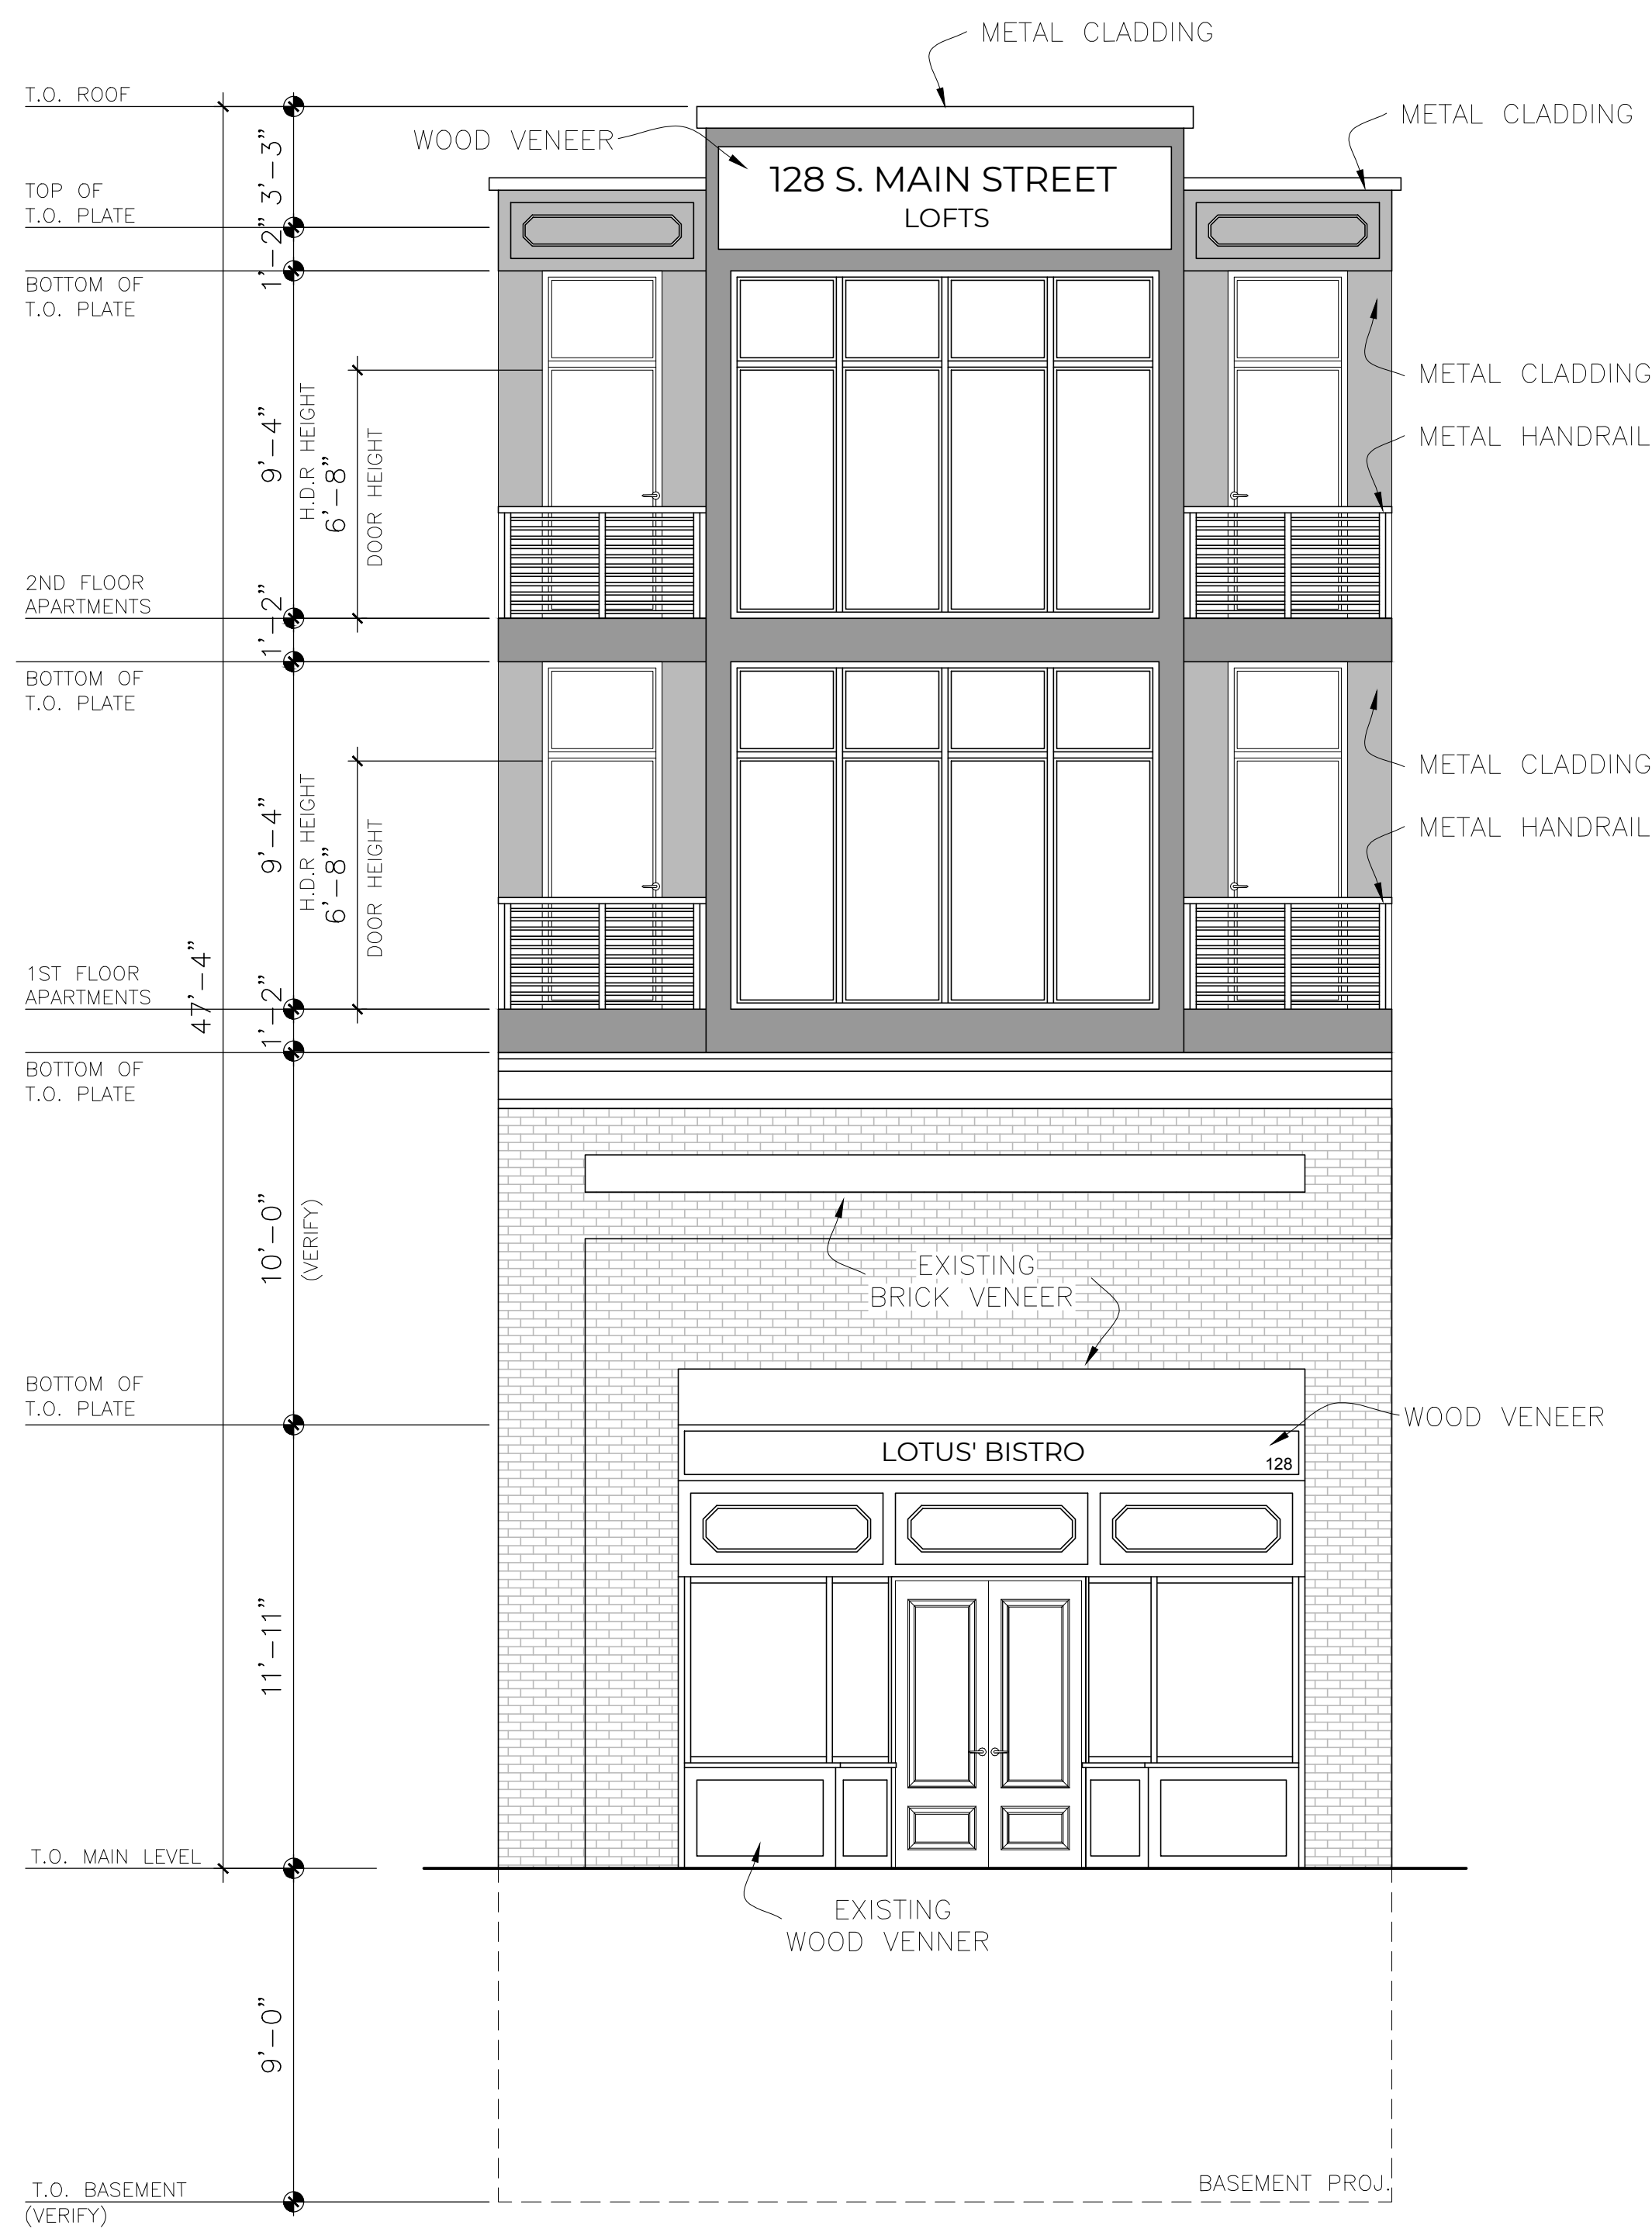 METAL CLADDING
T.O. ROOF
METAL CLADDING
WOOD VENEER
3'-3"
128 S. MAIN STREET
LOFTS
TOP OF
T.O. PLATE
1'-2"
BOTTOM OF
T.O. PLATE
METAL CLADDING
9'-4"
H.D.R HEIGHT
6'-8"
DOOR HEIGHT
METAL HANDRAIL
2ND FLOOR
APARTMENTS
1'-2"
BOTTOM OF
T.O. PLATE
METAL CLADDING
9'-4"
H.D.R HEIGHT
6'-8"
DOOR HEIGHT
METAL HANDRAIL
1ST FLOOR
APARTMENTS
47'-4"
1'-2"
BOTTOM OF
T.O. PLATE
10'-0"
(VERIFY)
EXISTING
BRICK VENEER
BOTTOM OF
T.O. PLATE
WOOD VENEER
LOTUS' BISTRO
128
11'-11"
T.O. MAIN LEVEL
EXISTING
WOOD VENNER
9'-0"
BASEMENT PROJ.
T.O. BASEMENT
(VERIFY)